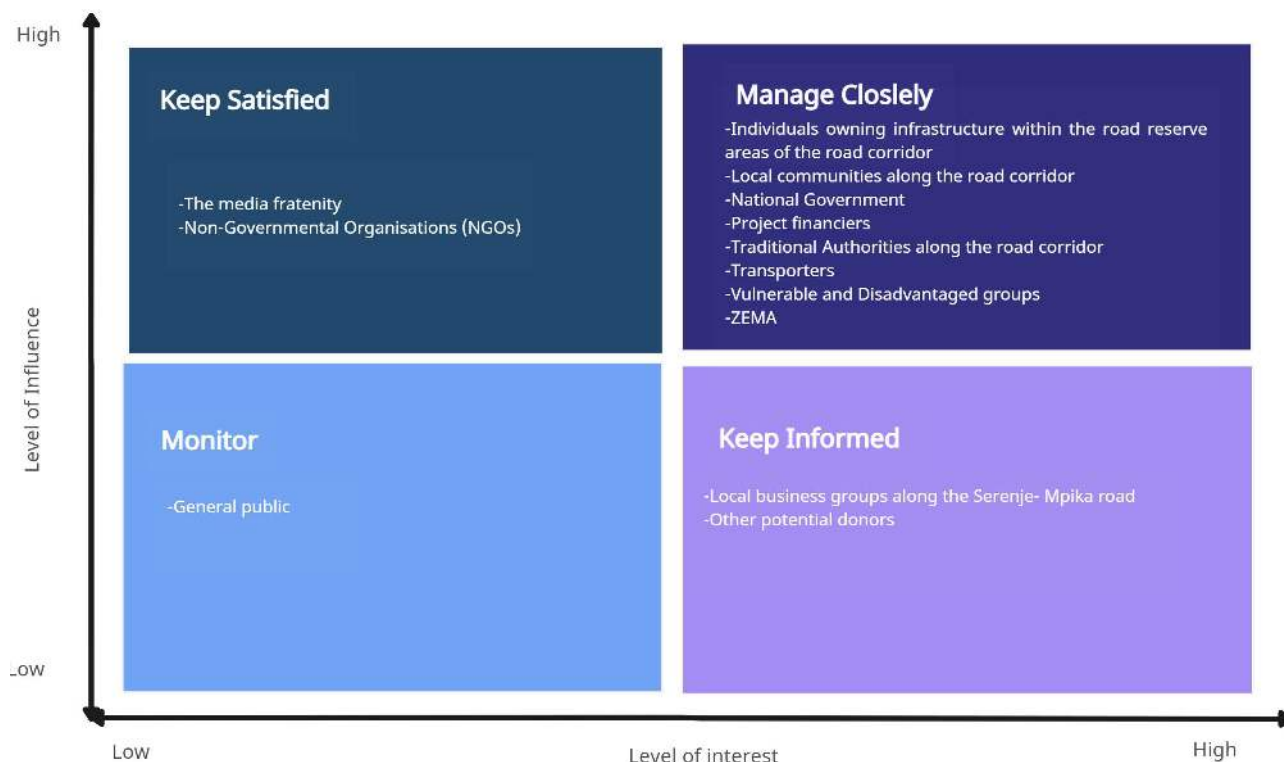 High
Keep Satisfied
-The media fratenity
-Non-Governmental Organisations (NGOs)
Manage Closlely
-Individuals owning infrastructure within the road reserve
areas of the road corridor
-Local communities along the road corridor
-National Government
-Project financiers
-Traditional Authorities along the road corridor
-Transporters
-Vulnerable and Disadvantaged groups
-ZEMA
Level of Influence
Monitor
-General public
Keep Informed
-Local business groups along the Serenje- Mpika road
-Other potential donors
Low
Low
Level of interest
High